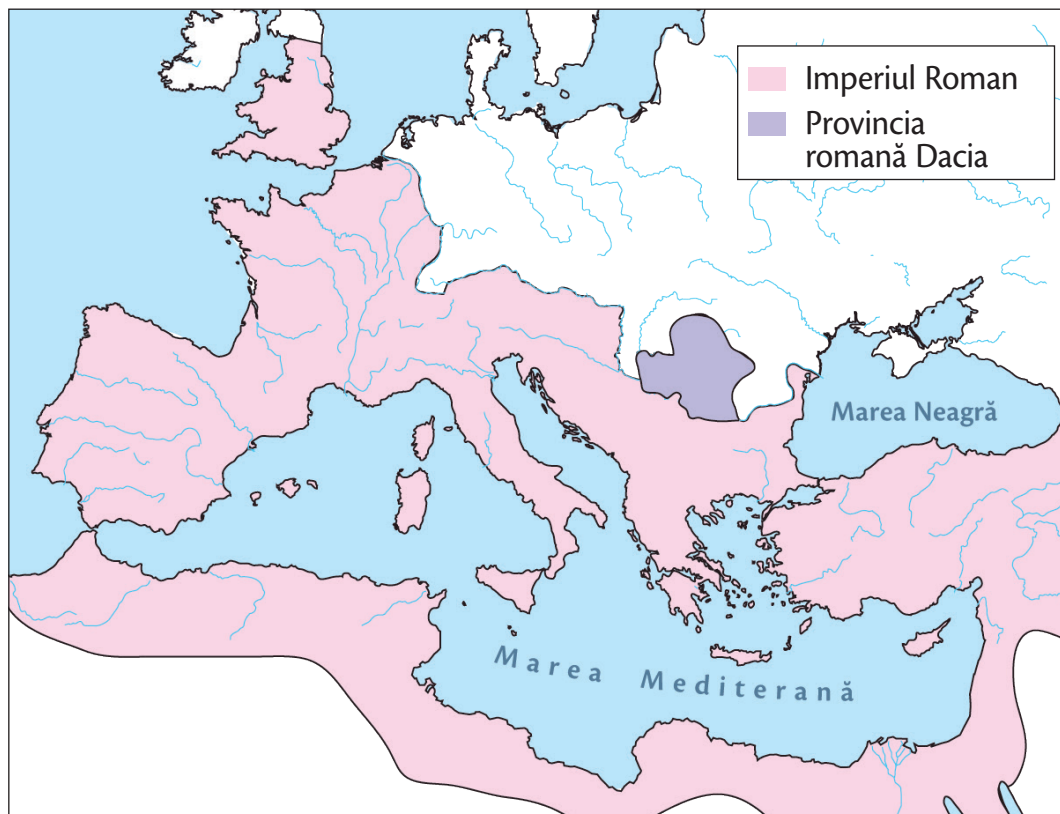 Imperiul Roman
Provincia
romană Dacia
Marea Neagră
Marea Mediterană